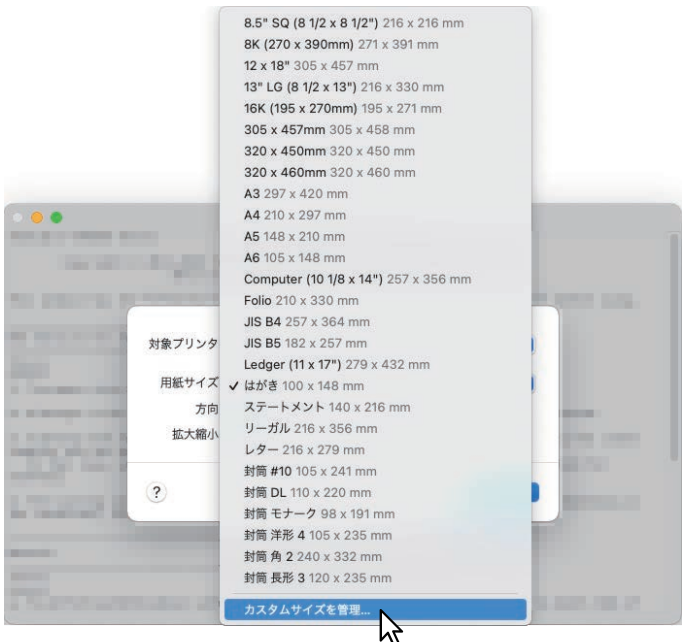 8.5" SQ (8 1/2 x 8 1/2") 216 x 216 mm
8K (270 x 390mm) 271 x 391 mm
12 x 18" 305 x 457 mm
13" LG (8 1/2 x 13") 216 x 330 mm
16K (195 x 270mm) 195 x 271 mm
305 x 457mm 305 x 458 mm
320 x 450mm 320 x 450 mm
320 x 460mm 320 x 460 mm
A3 297 x 420 mm
A4 210 x 297 mm
A5 148 x 210 mm
A6 105 x 148 mm
Computer (10 1/8 x 14") 257 x 356 mm
Folio 210 x 330 mm
JIS B4 257 x 364 mm
対象プリンタ
JIS B5 182 x 257 mm
Ledger (11 x 17") 279 x 432 mm
用紙サイズ
✓ はがき 100 x 148 mm
方向
ステートメント 140 x 216 mm
リーガル 216 x 356 mm
拡大縮小
レター 216 x 279 mm
封筒 #10 105 x 241 mm
?
封筒 DL 110 x 220 mm
封筒 モナーク 98 x 191 mm
封筒 洋形 4 105 x 235 mm
封筒 角 2 240 x 332 mm
封筒 長形 3 120 x 235 mm
カスタムサイズを管理...